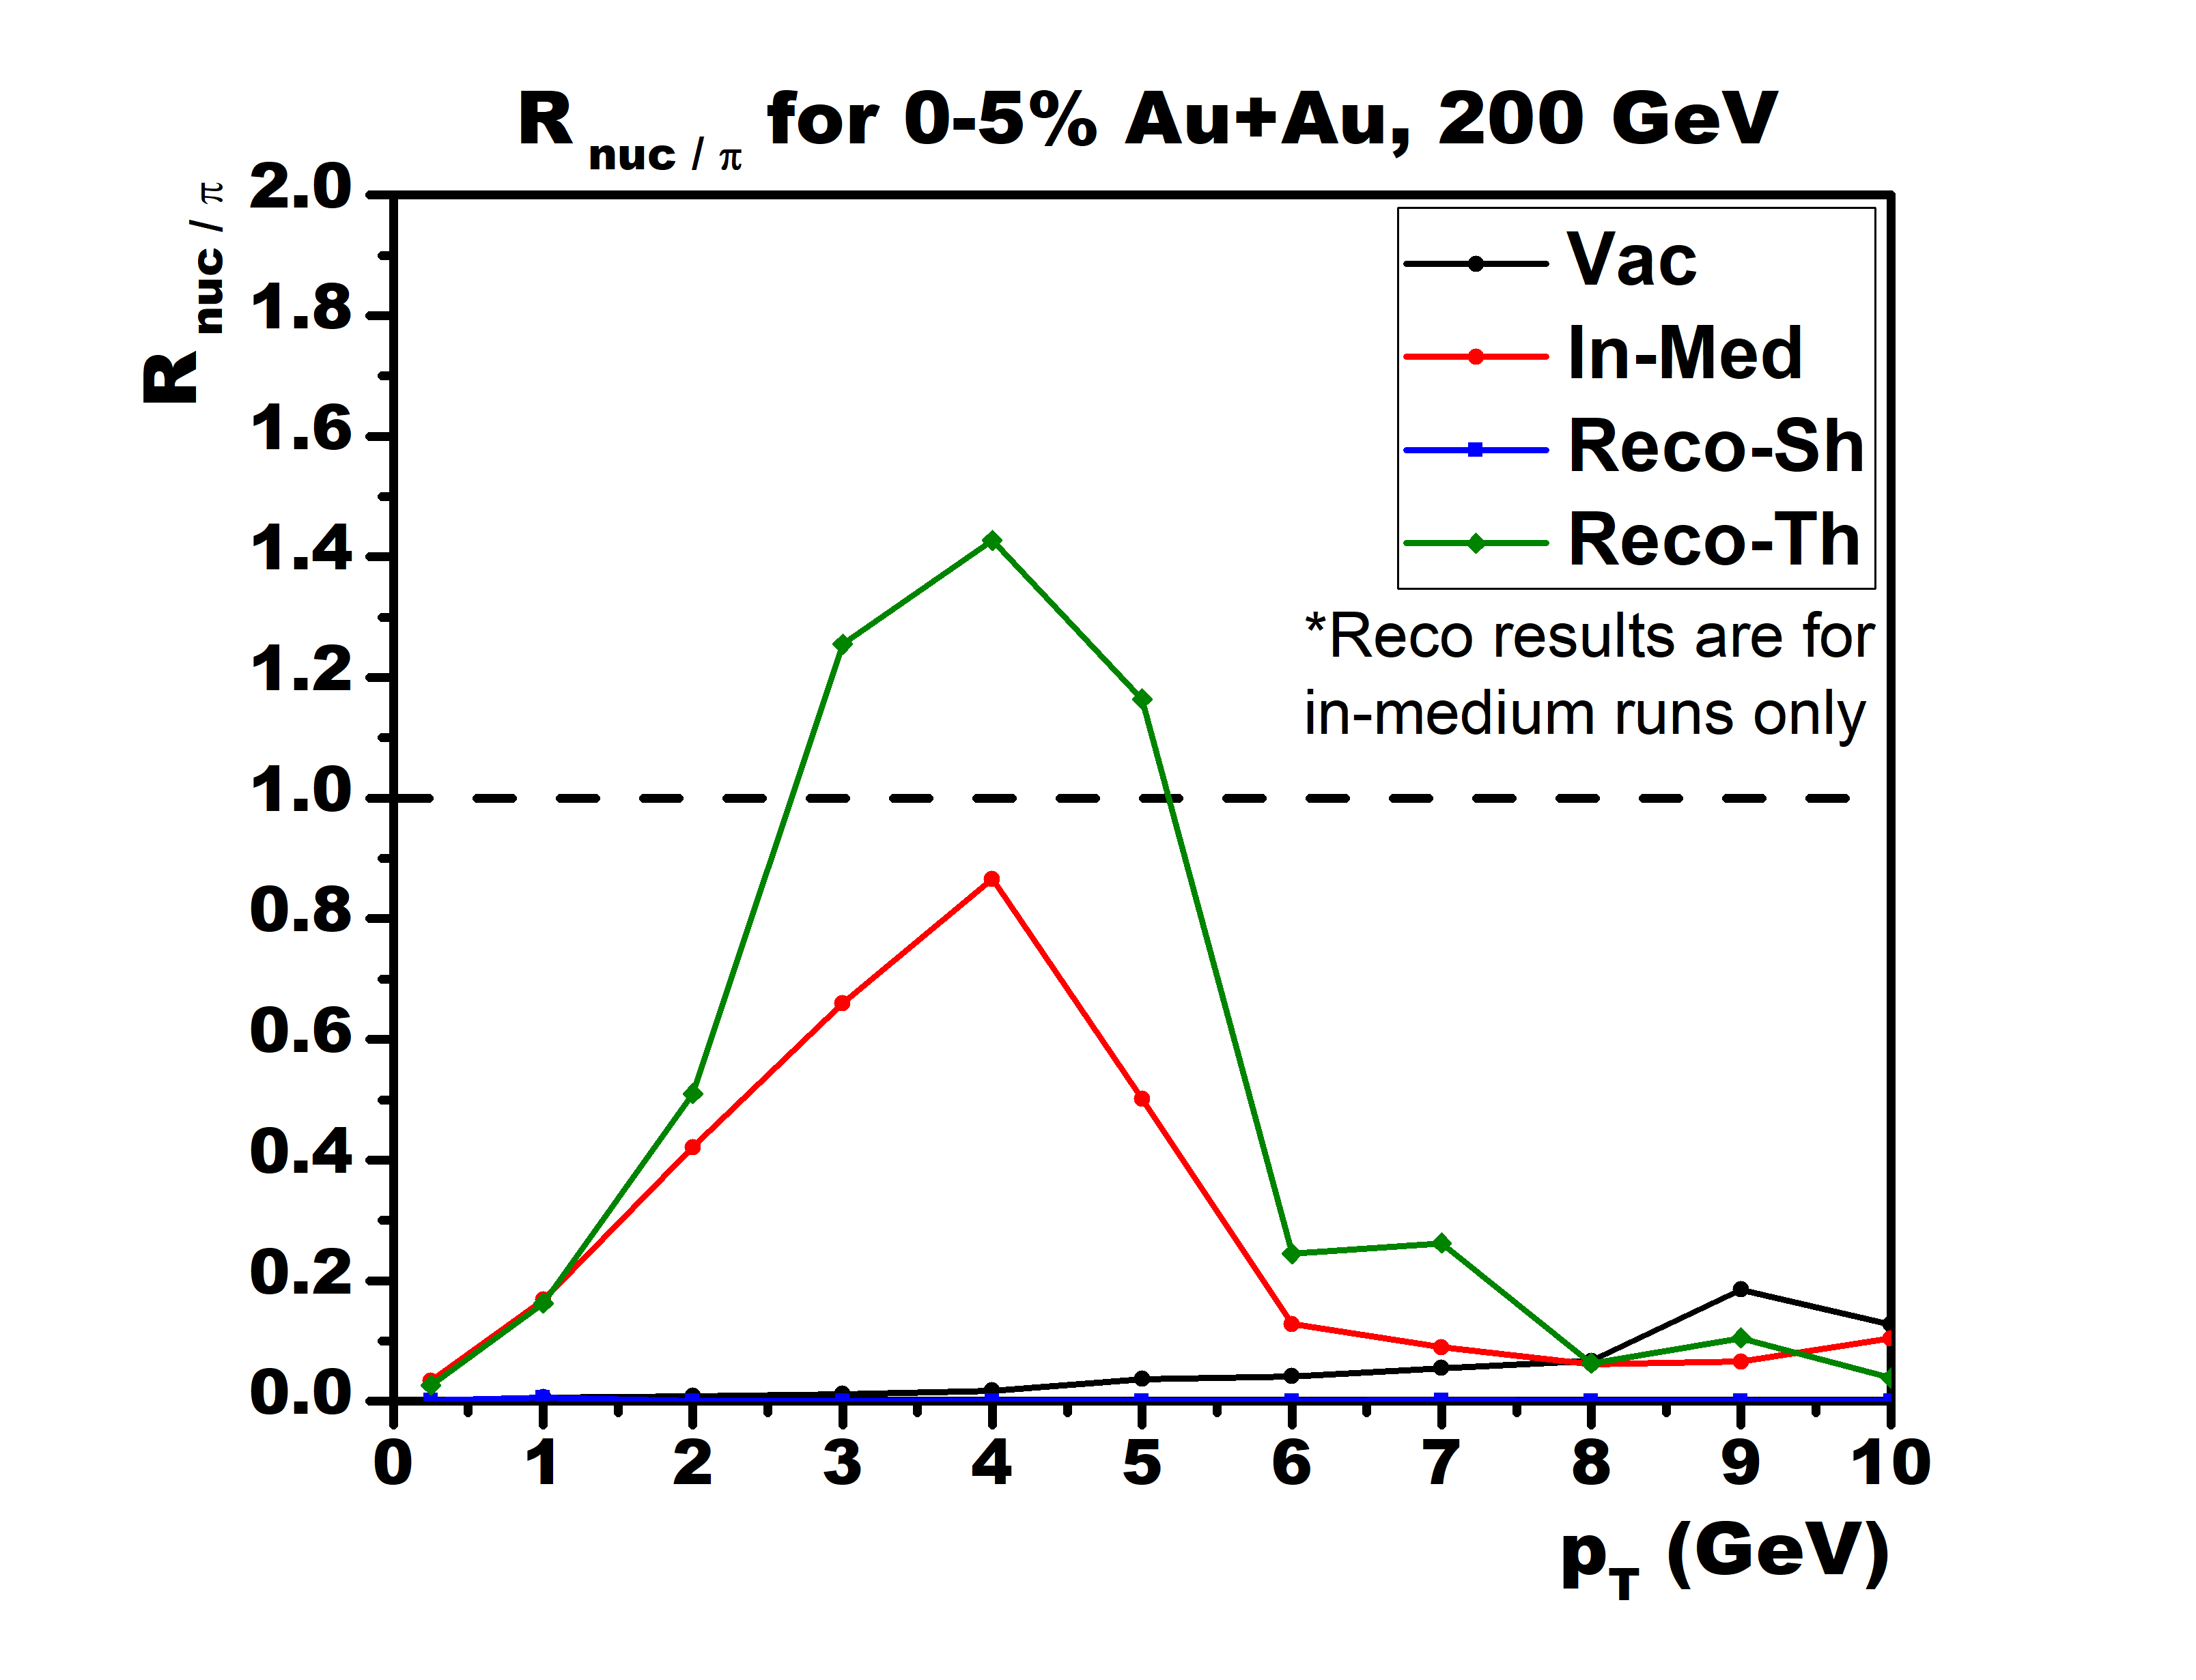 R nuc / π for 0-5% Au+Au, 200 GeV
R nuc / π
2.0
1.8
1.6
1.4
1.2
1.0
0.8
0.6
0.4
0.2
0.0
Vac
In-Med
Reco-Sh
Reco-Th
*Reco results are for
in-medium runs only
0 1 2 3 4 5 6 7 8 9 10
pT (GeV)